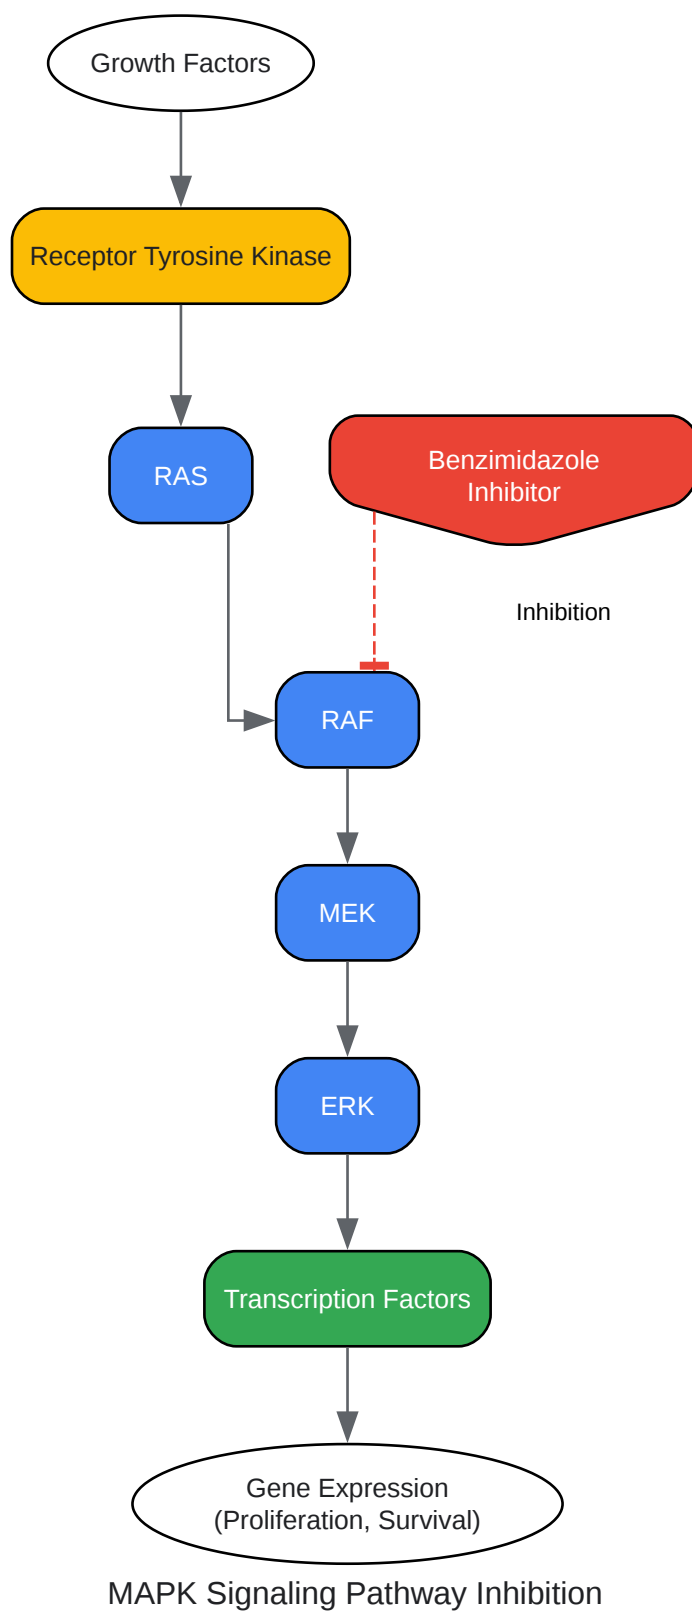 Growth Factors
Receptor Tyrosine Kinase
RAS
Benzimidazole
Inhibitor
Inhibition
RAF
MEK
ERK
Transcription Factors
Gene Expression
(Proliferation, Survival)
MAPK Signaling Pathway Inhibition